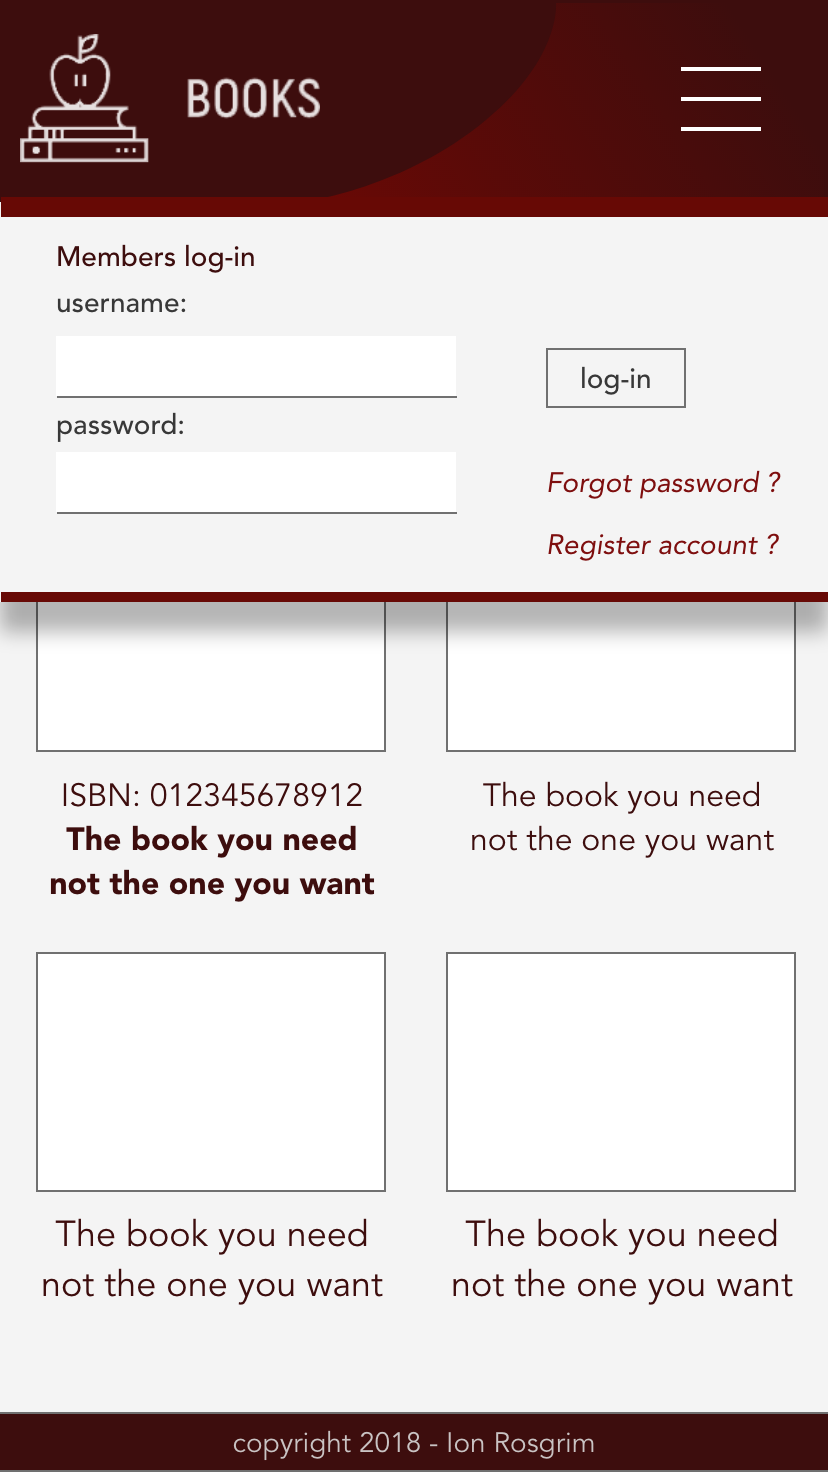 BOOKS
Members log-in
username:
log-in
password:
Forgot password ?
Register account ?
ISBN: 012345678912
The book you need
not the one you want
The book you need
not the one you want
The book you need
not the one you want
The book you need
not the one you want
copyright 2018 - Ion Rosgrim